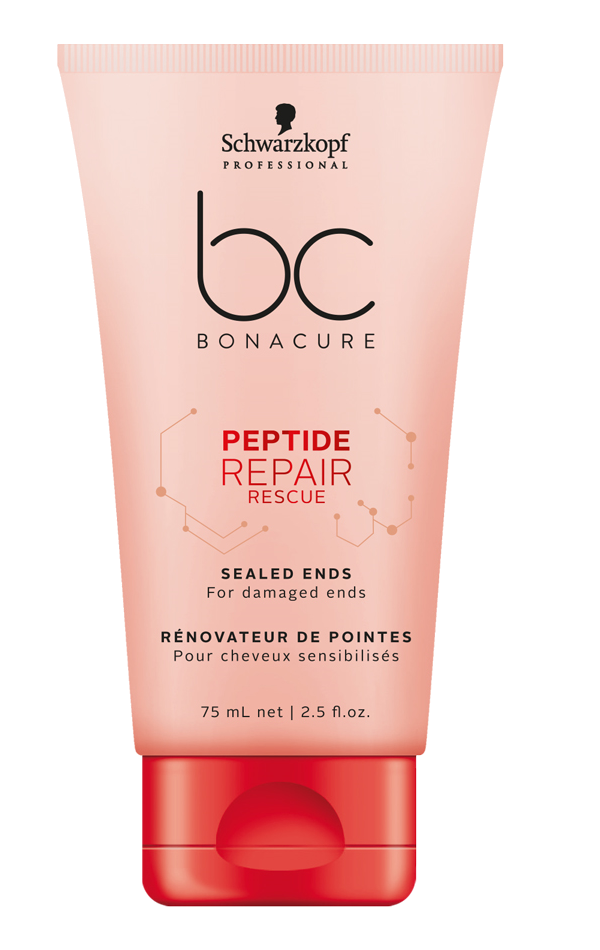 Schwarzkopf
PROFESSIONAL
bc
BONACURE
PEPTIDE
REPAIR
RESCUE
SEALED ENDS
For damaged ends
RÉNOVATEUR DE POINTES
Pour cheveux sensibilisés
75 mL net | 2.5 fl.oz.